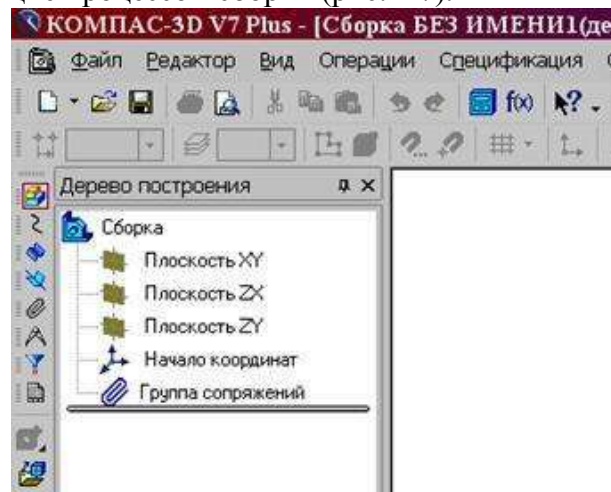 КОМПАС-3D V7 Plus - [Сборка БЕЗ ИМЕНИ1(де
Файл Редактор Вид Операции Спецификация
f(x)
Дерево построения
Сборка
Плоскость XY
Плоскость ZX
Плоскость ZY
Начало координат
Группа сопряжений